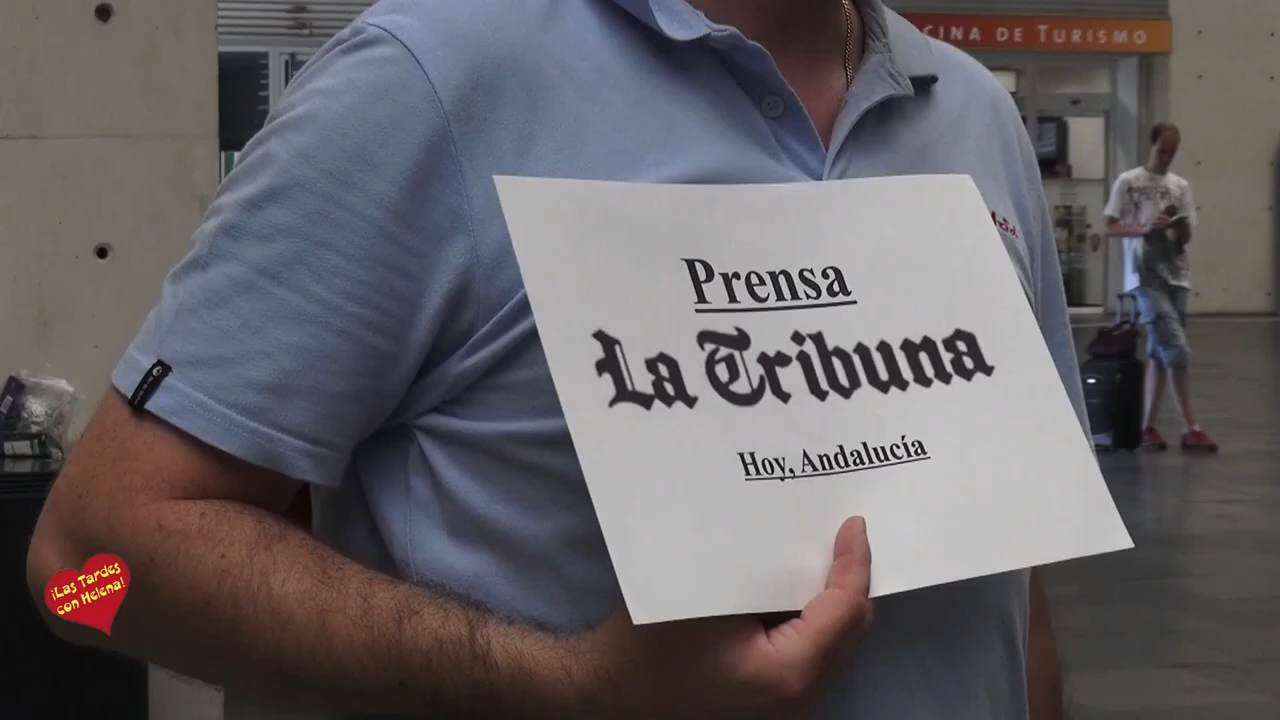 CINA DE TURISMO
Prensa
La Tribuna
Hoy, Andalucía
¡Las Tardes
con Helena!